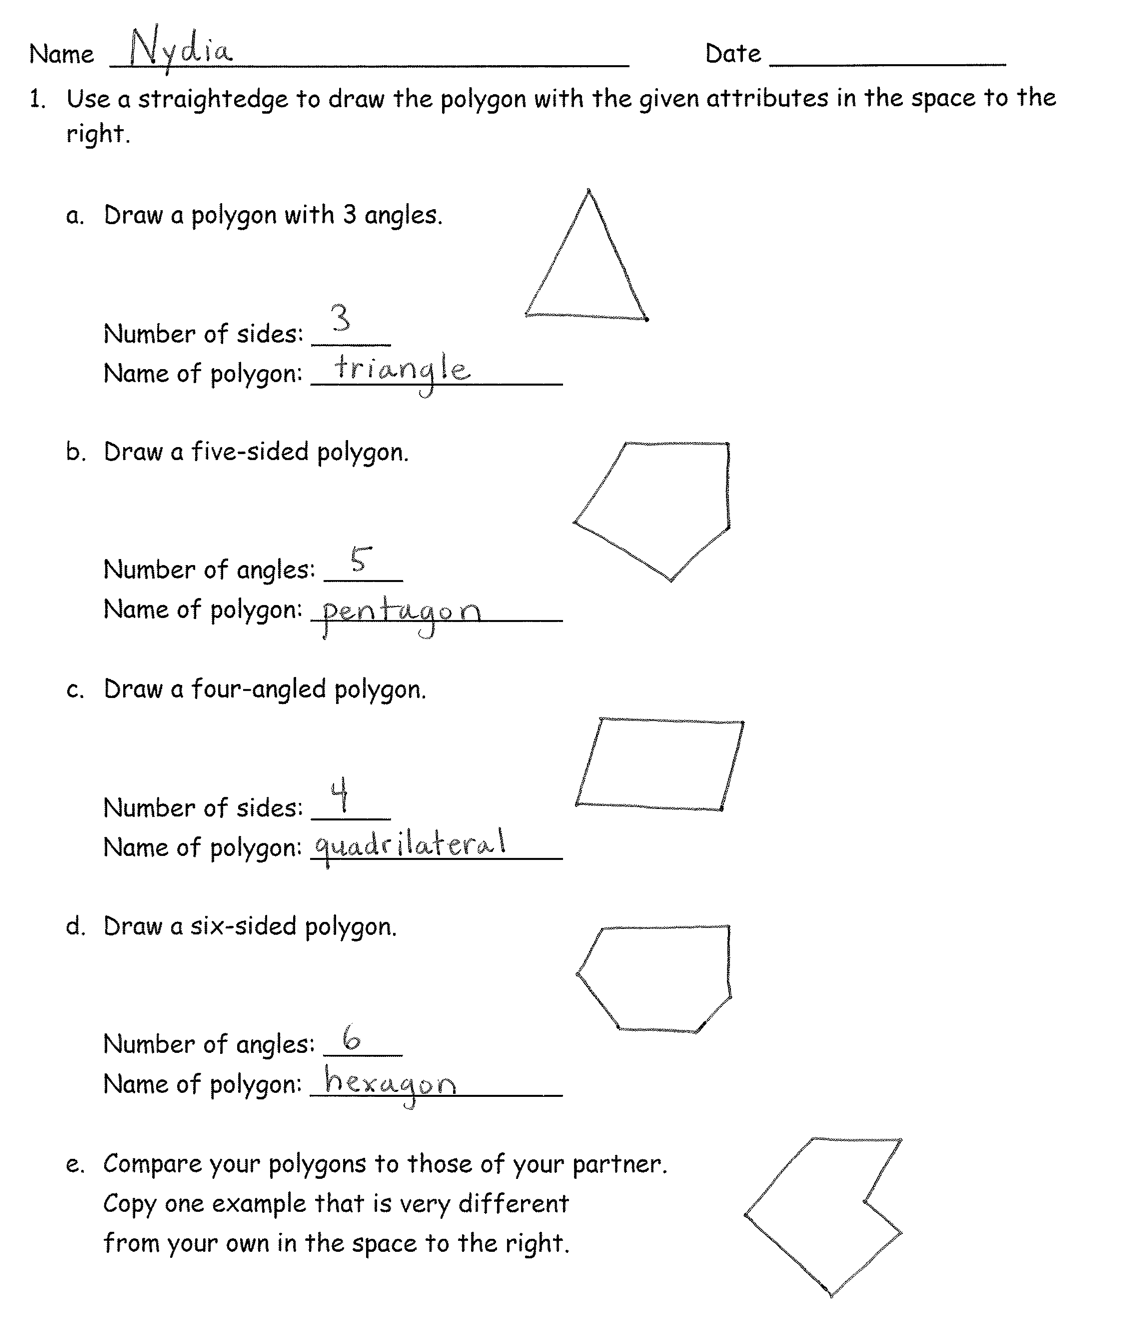 Name Nydia Date
1. Use a straightedge to draw the polygon with the given attributes in the space to the
right.
a. Draw a polygon with 3 angles.
Number of sides: 3
Name of polygon: triangle
b. Draw a five-sided polygon.
Number of angles: 5
Name of polygon: pentagon
c. Draw a four-angled polygon.
Number of sides: 4
Name of polygon: quadrilateral
d. Draw a six-sided polygon.
Number of angles: 6
Name of polygon: hexagon
e. Compare your polygons to those of your partner.
Copy one example that is very different
from your own in the space to the right.